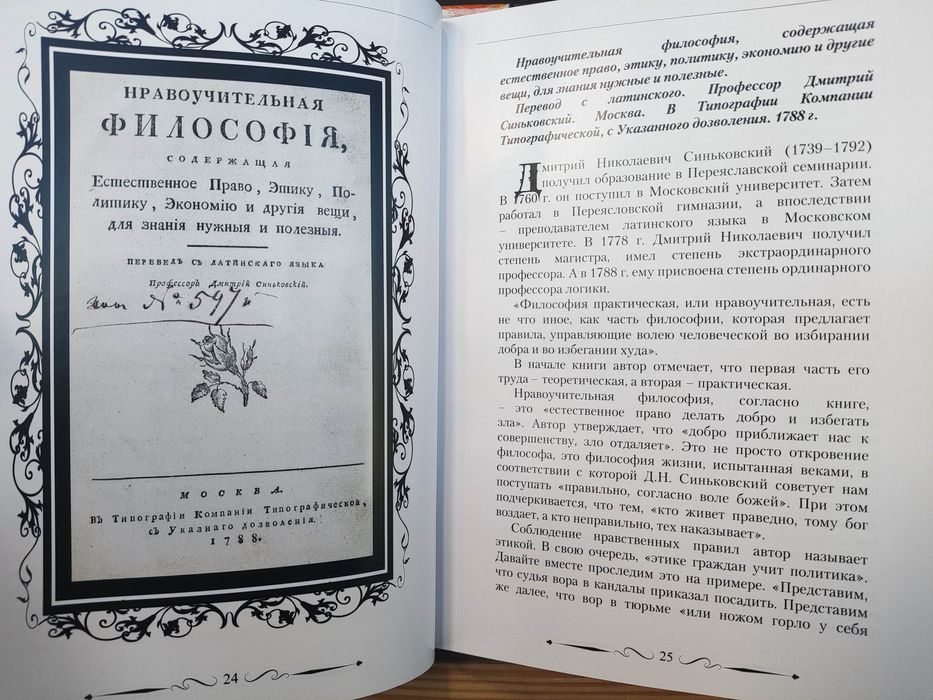 НРАВОУЧИТЕЛЬНАЯ
ФИЛОСОФІЯ,
СОДЕРЖАЩАЯ
Естественное Право, Этику, По-
литику, Экономію и другія вещи,
для знанія нужныя и полезныя.
ПЕРЕВЕЛЪ СЪ ЛАТИНСКАГО ЯЗЫКА
Профессоръ Дмитрій Синьковскій.
№ 597
МОСКВА.
Въ Типографіи Компаніи Типографической,
съ Указнаго дозволенія.
1788.
24
Нравоучительная философия, содержащая
естественное право, этику, политику, экономию и другие
вещи, для знания нужные и полезные.
Перевод с латинского. Профессор Дмитрий
Синьковский. Москва. В Типографии Компании
Типографической, с Указанного дозволения. 1788 г.
Дмитрий Николаевич Синьковский (1739–1792)
получил образование в Переяславской семинарии.
В 1760 г. он поступил в Московский университет. Затем
работал в Переясловской гимназии, а впоследствии
– преподавателем латинского языка в Московском
университете. В 1778 г. Дмитрий Николаевич получил
степень магистра, имел степень экстраординарного
профессора. А в 1788 г. ему присвоена степень ординарного
профессора логики.
«Философия практическая, или нравоучительная, есть
не что иное, как часть философии, которая предлагает
правила, управляющие волею человеческой во избирании
добра и во избегании худа».
В начале книги автор отмечает, что первая часть его
труда – теоретическая, а вторая – практическая.
Нравоучительная философия, согласно книге,
– это «естественное право делать добро и избегать
зла». Автор утверждает, что «добро приближает нас к
совершенству, зло отдаляет». Это не просто откровение
философа, это философия жизни, испытанная веками, в
соответствии с которой Д.Н. Синьковский советует нам
поступать «правильно, согласно воле божей». При этом
подчеркивается, что тем, «кто живет праведно, тому бог
воздает, а кто неправильно, тех наказывает».
Соблюдение нравственных правил автор называет
этикой. В свою очередь, «этике граждан учит политика».
Давайте вместе проследим это на примере. «Представим,
что судья вора в кандалы приказал посадить. Представим
же далее, что вор в тюрьме «или ножом горло у себя
25